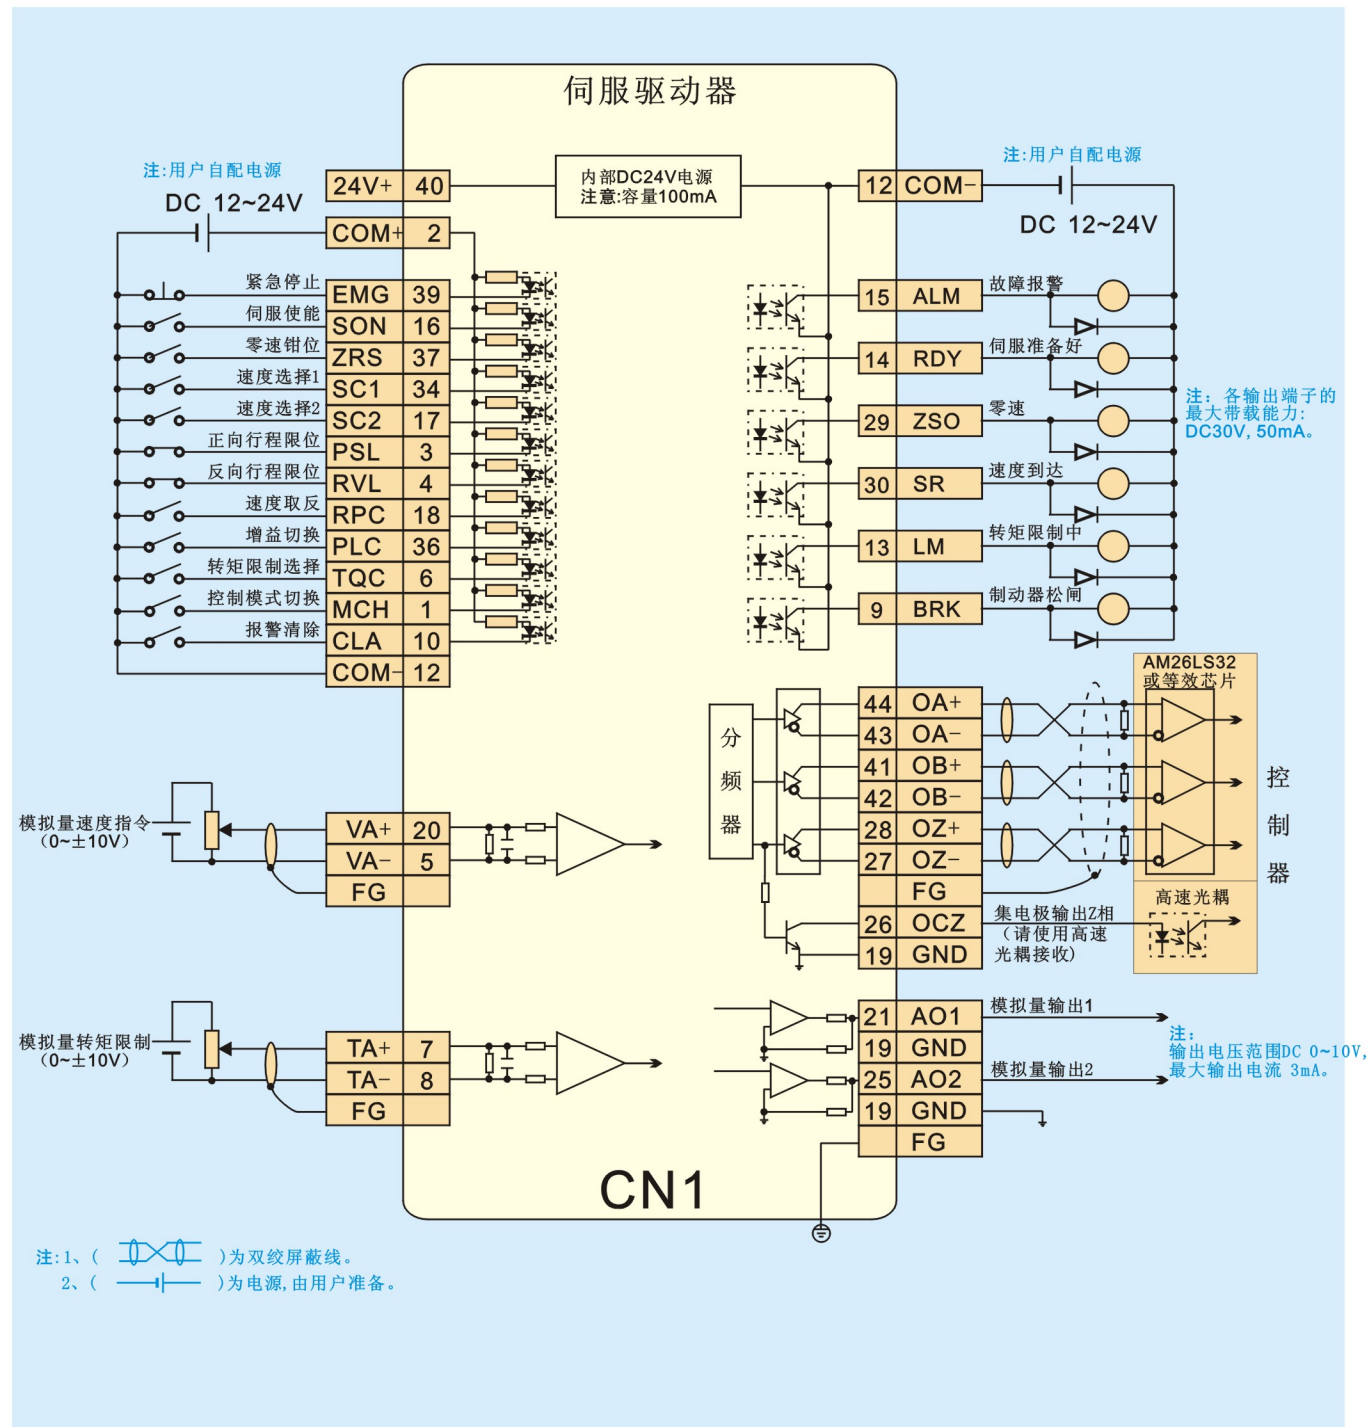 伺服驱动器
注:用户自配电源
DC 12~24V
24V+ 40
内部DC24V电源
注意:容量100mA
12 COM-
注:用户自配电源
DC 12~24V
COM+ 2
紧急停止
EMG 39
伺服使能
SON 16
零速钳位
ZRS 37
速度选择1
SC1 34
速度选择2
SC2 17
正向行程限位
PSL 3
反向行程限位
RVL 4
速度取反
RPC 18
增益切换
PLC 36
转矩限制选择
TQC 6
控制模式切换
MCH 1
报警清除
CLA 10
COM- 12
15 ALM
故障报警
14 RDY
伺服准备好
29 ZSO
零速
30 SR
速度到达
13 LM
转矩限制中
9 BRK
制动器松闸
注：各输出端子的
最大带载能力:
DC30V, 50mA。
AM26LS32
或等效芯片
分
频
器
44 OA+
43 OA-
41 OB+
42 OB-
28 OZ+
27 OZ-
FG
26 OCZ
19 GND
集电极输出Z相
（请使用高速
光耦接收)
高速光耦
控
制
器
模拟量速度指令
（0~±10V）
VA+ 20
VA- 5
FG
模拟量转矩限制
（0~±10V）
TA+ 7
TA- 8
FG
21 AO1
模拟量输出1
19 GND
25 AO2
模拟量输出2
19 GND
FG
注：
输出电压范围DC 0~10V,
最大输出电流 3mA。
CN1
注:1、( )为双绞屏蔽线。
2、( )为电源,由用户准备。